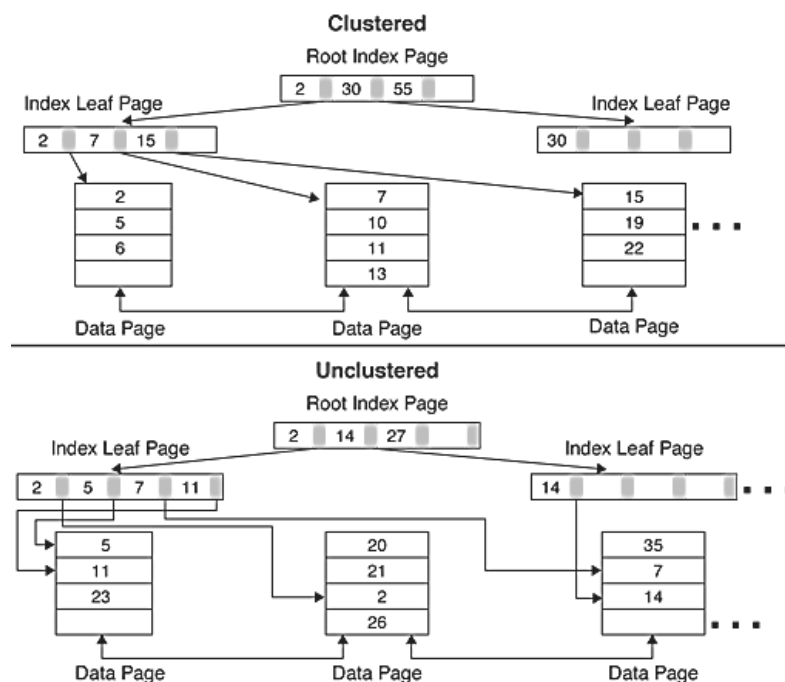 Clustered
Root Index Page
2 30 55
Index Leaf Page
Index Leaf Page
2 7 15
30
2
5
6
7
10
11
13
15
19
22
Data Page
Data Page
Data Page
Unclustered
Root Index Page
2 14 27
Index Leaf Page
Index Leaf Page
2 5 7 11
14
5
11
23
20
21
2
26
35
7
14
Data Page
Data Page
Data Page